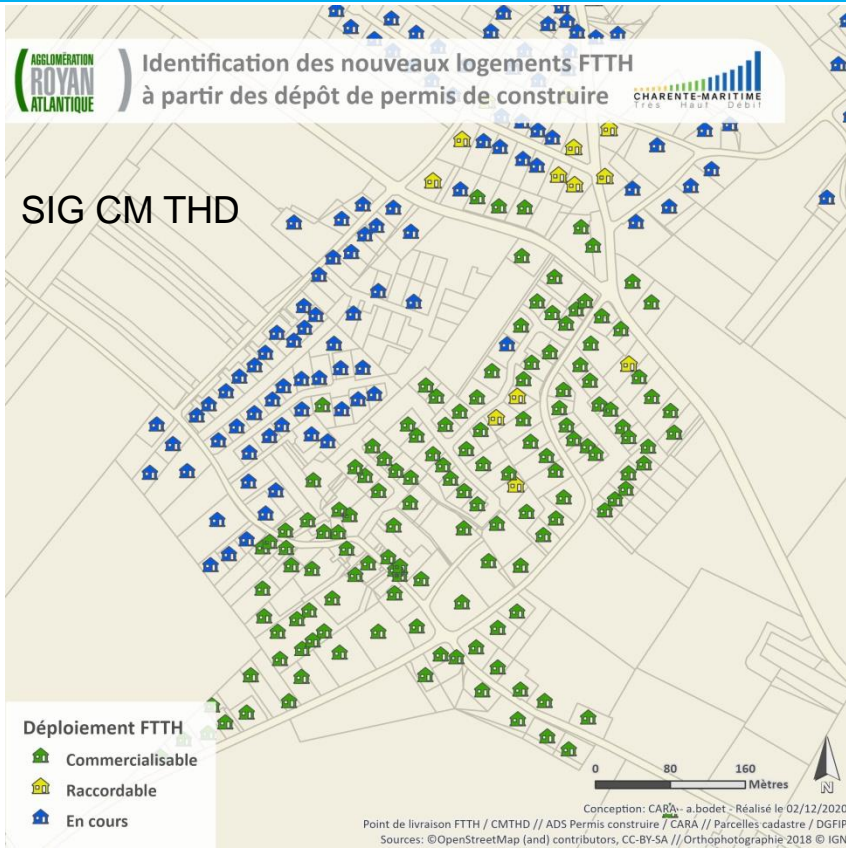 AGGLOMÉRATION
ROYAN
ATLANTIQUE
Identification des nouveaux logements FTTH
à partir des dépôt de permis de construire
CHARENTE-MARITIME
Très Haut Débit
SIG CM THD
Déploiement FTTH
Commercialisable
Raccordable
En cours
0 80 160
Mètres
N
Conception: CARA - a.bodet - Réalisé le 02/12/2020
Point de livraison FTTH / CMTHD // ADS Permis construire / CARA // Parcelles cadastre / DGFIP
Sources: ©OpenStreetMap (and) contributors, CC-BY-SA // Orthophotographie 2018 © IGN